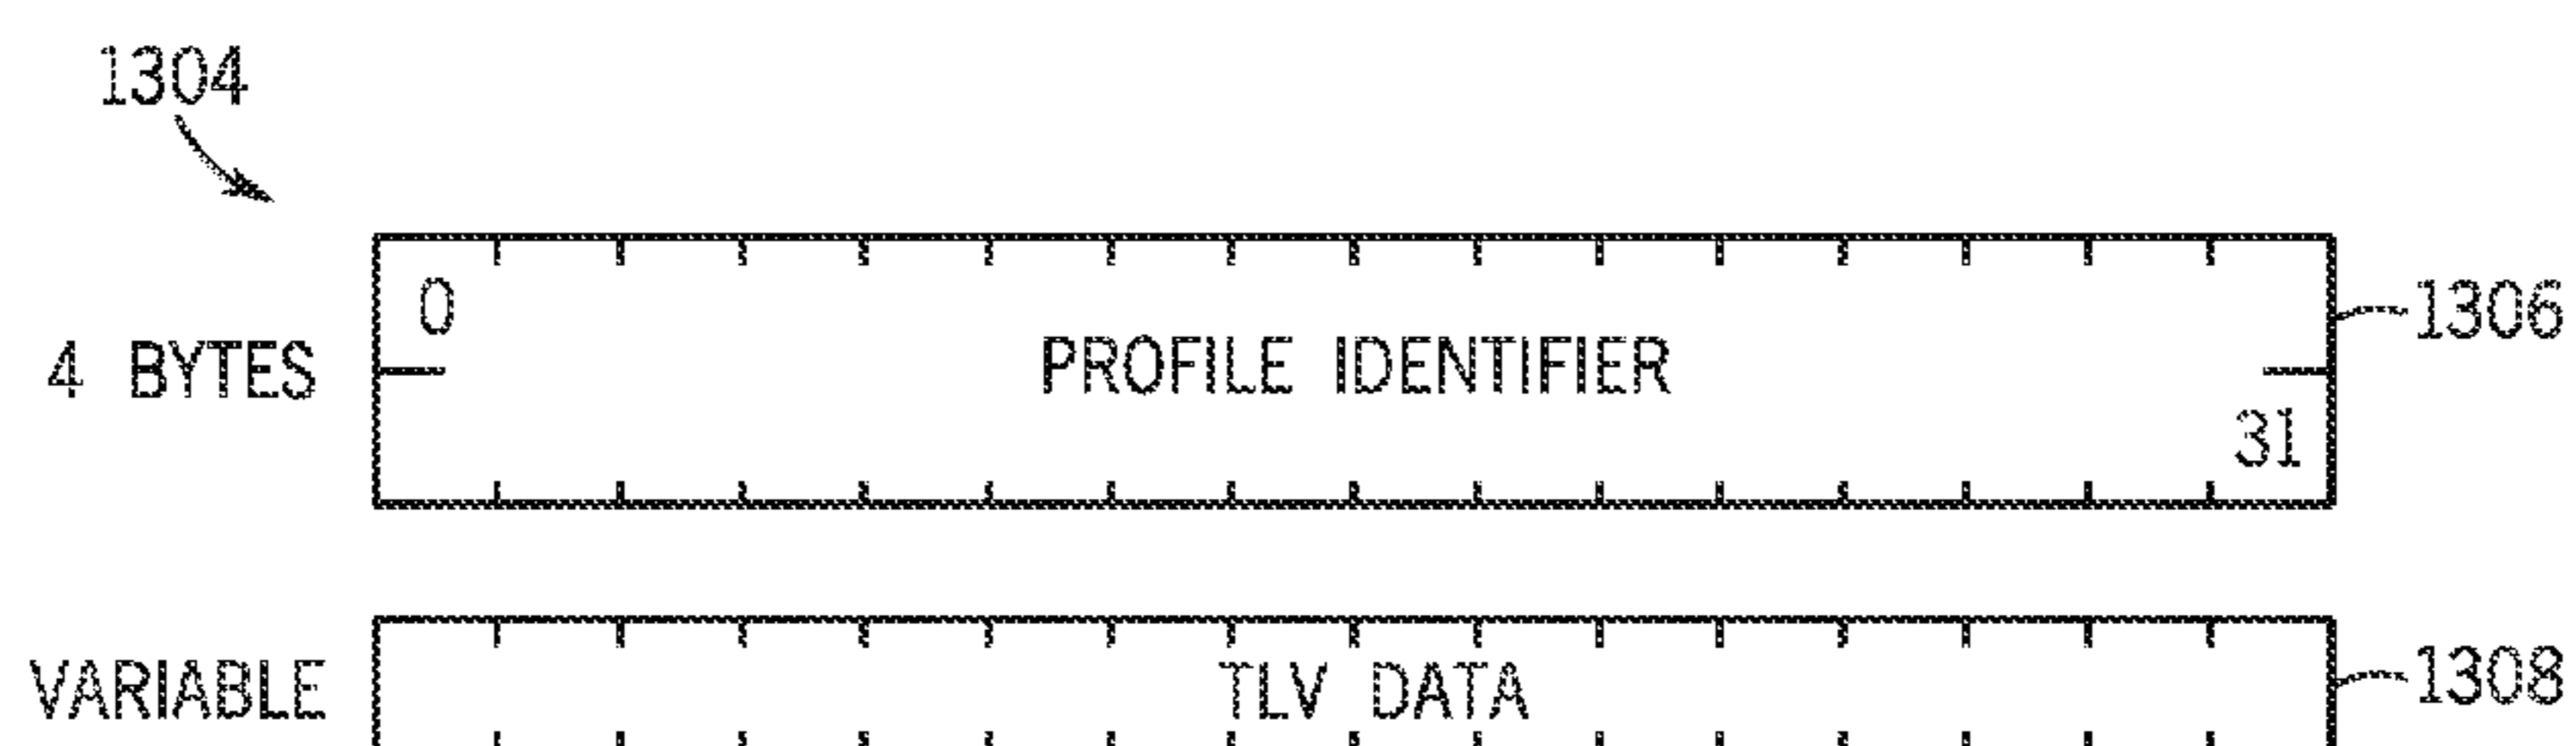 1304
0
1306
4 BYTES PROFILE IDENTIFIER
31
VARIABLE TLV DATA 1308